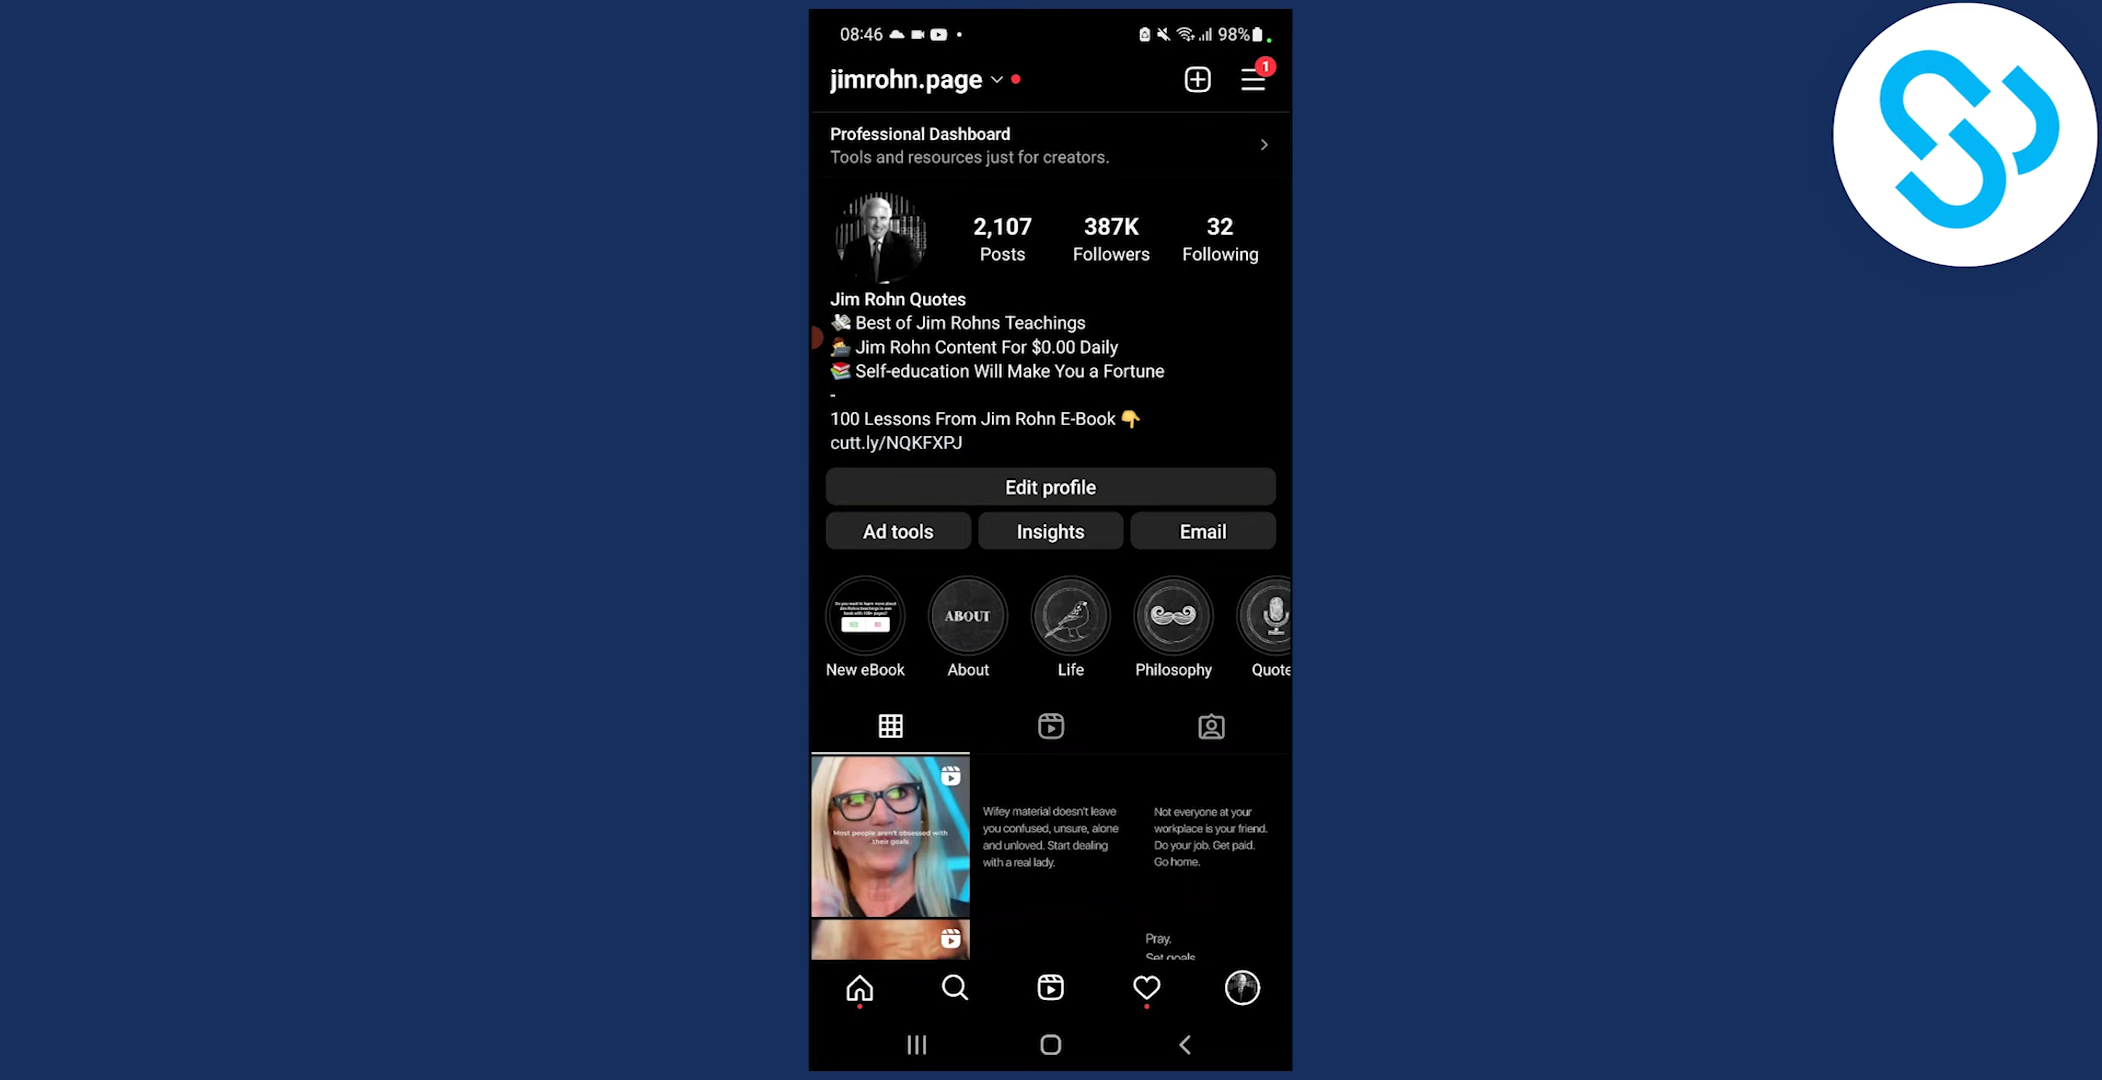 08:46
98%
jimrohn.page
1
Professional Dashboard
Tools and resources just for creators.
2,107
387K
32
Posts
Followers
Following
Jim Rohn Quotes
Best of Jim Rohns Teachings
Jim Rohn Content For $0.00 Daily
Self-education Will Make You a Fortune
-
100 Lessons From Jim Rohn E-Book
cutt.ly/NQKFXPJ
Edit profile
Ad tools
Insights
Email
YES NO
ABOUT
New eBook
About
Life
Philosophy
Quote
Most people aren't obsessed with
their goals
Wifey material doesn't leave
you confused, unsure, alone
and unloved. Start dealing
with a real lady.
Not everyone at your
workplace is your friend.
Do your job. Get paid.
Go home.
Pray.
Set goals